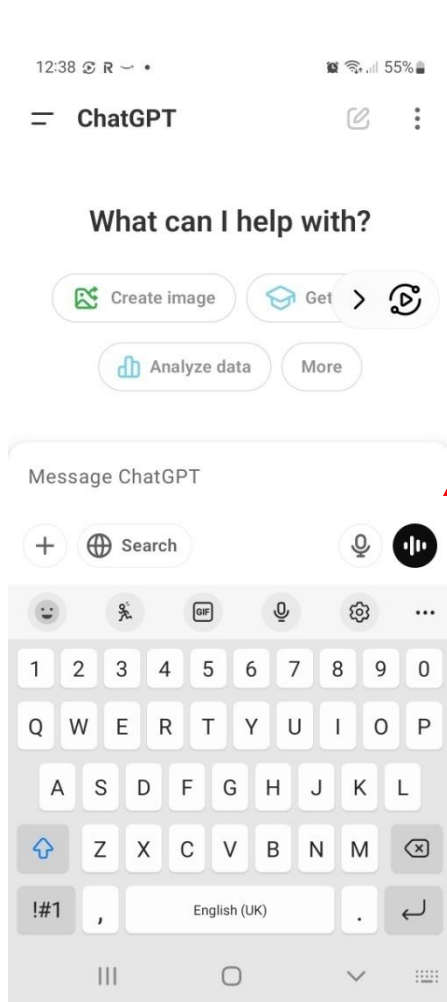 12:38 R 55%
ChatGPT
What can I help with?
Create image Get
Analyze data More
Message ChatGPT
Search
GIF
1 2 3 4 5 6 7 8 9 0
Q W E R T Y U I O P
A S D F G H J K L
Z X C V B N M
!#1 , English (UK) .